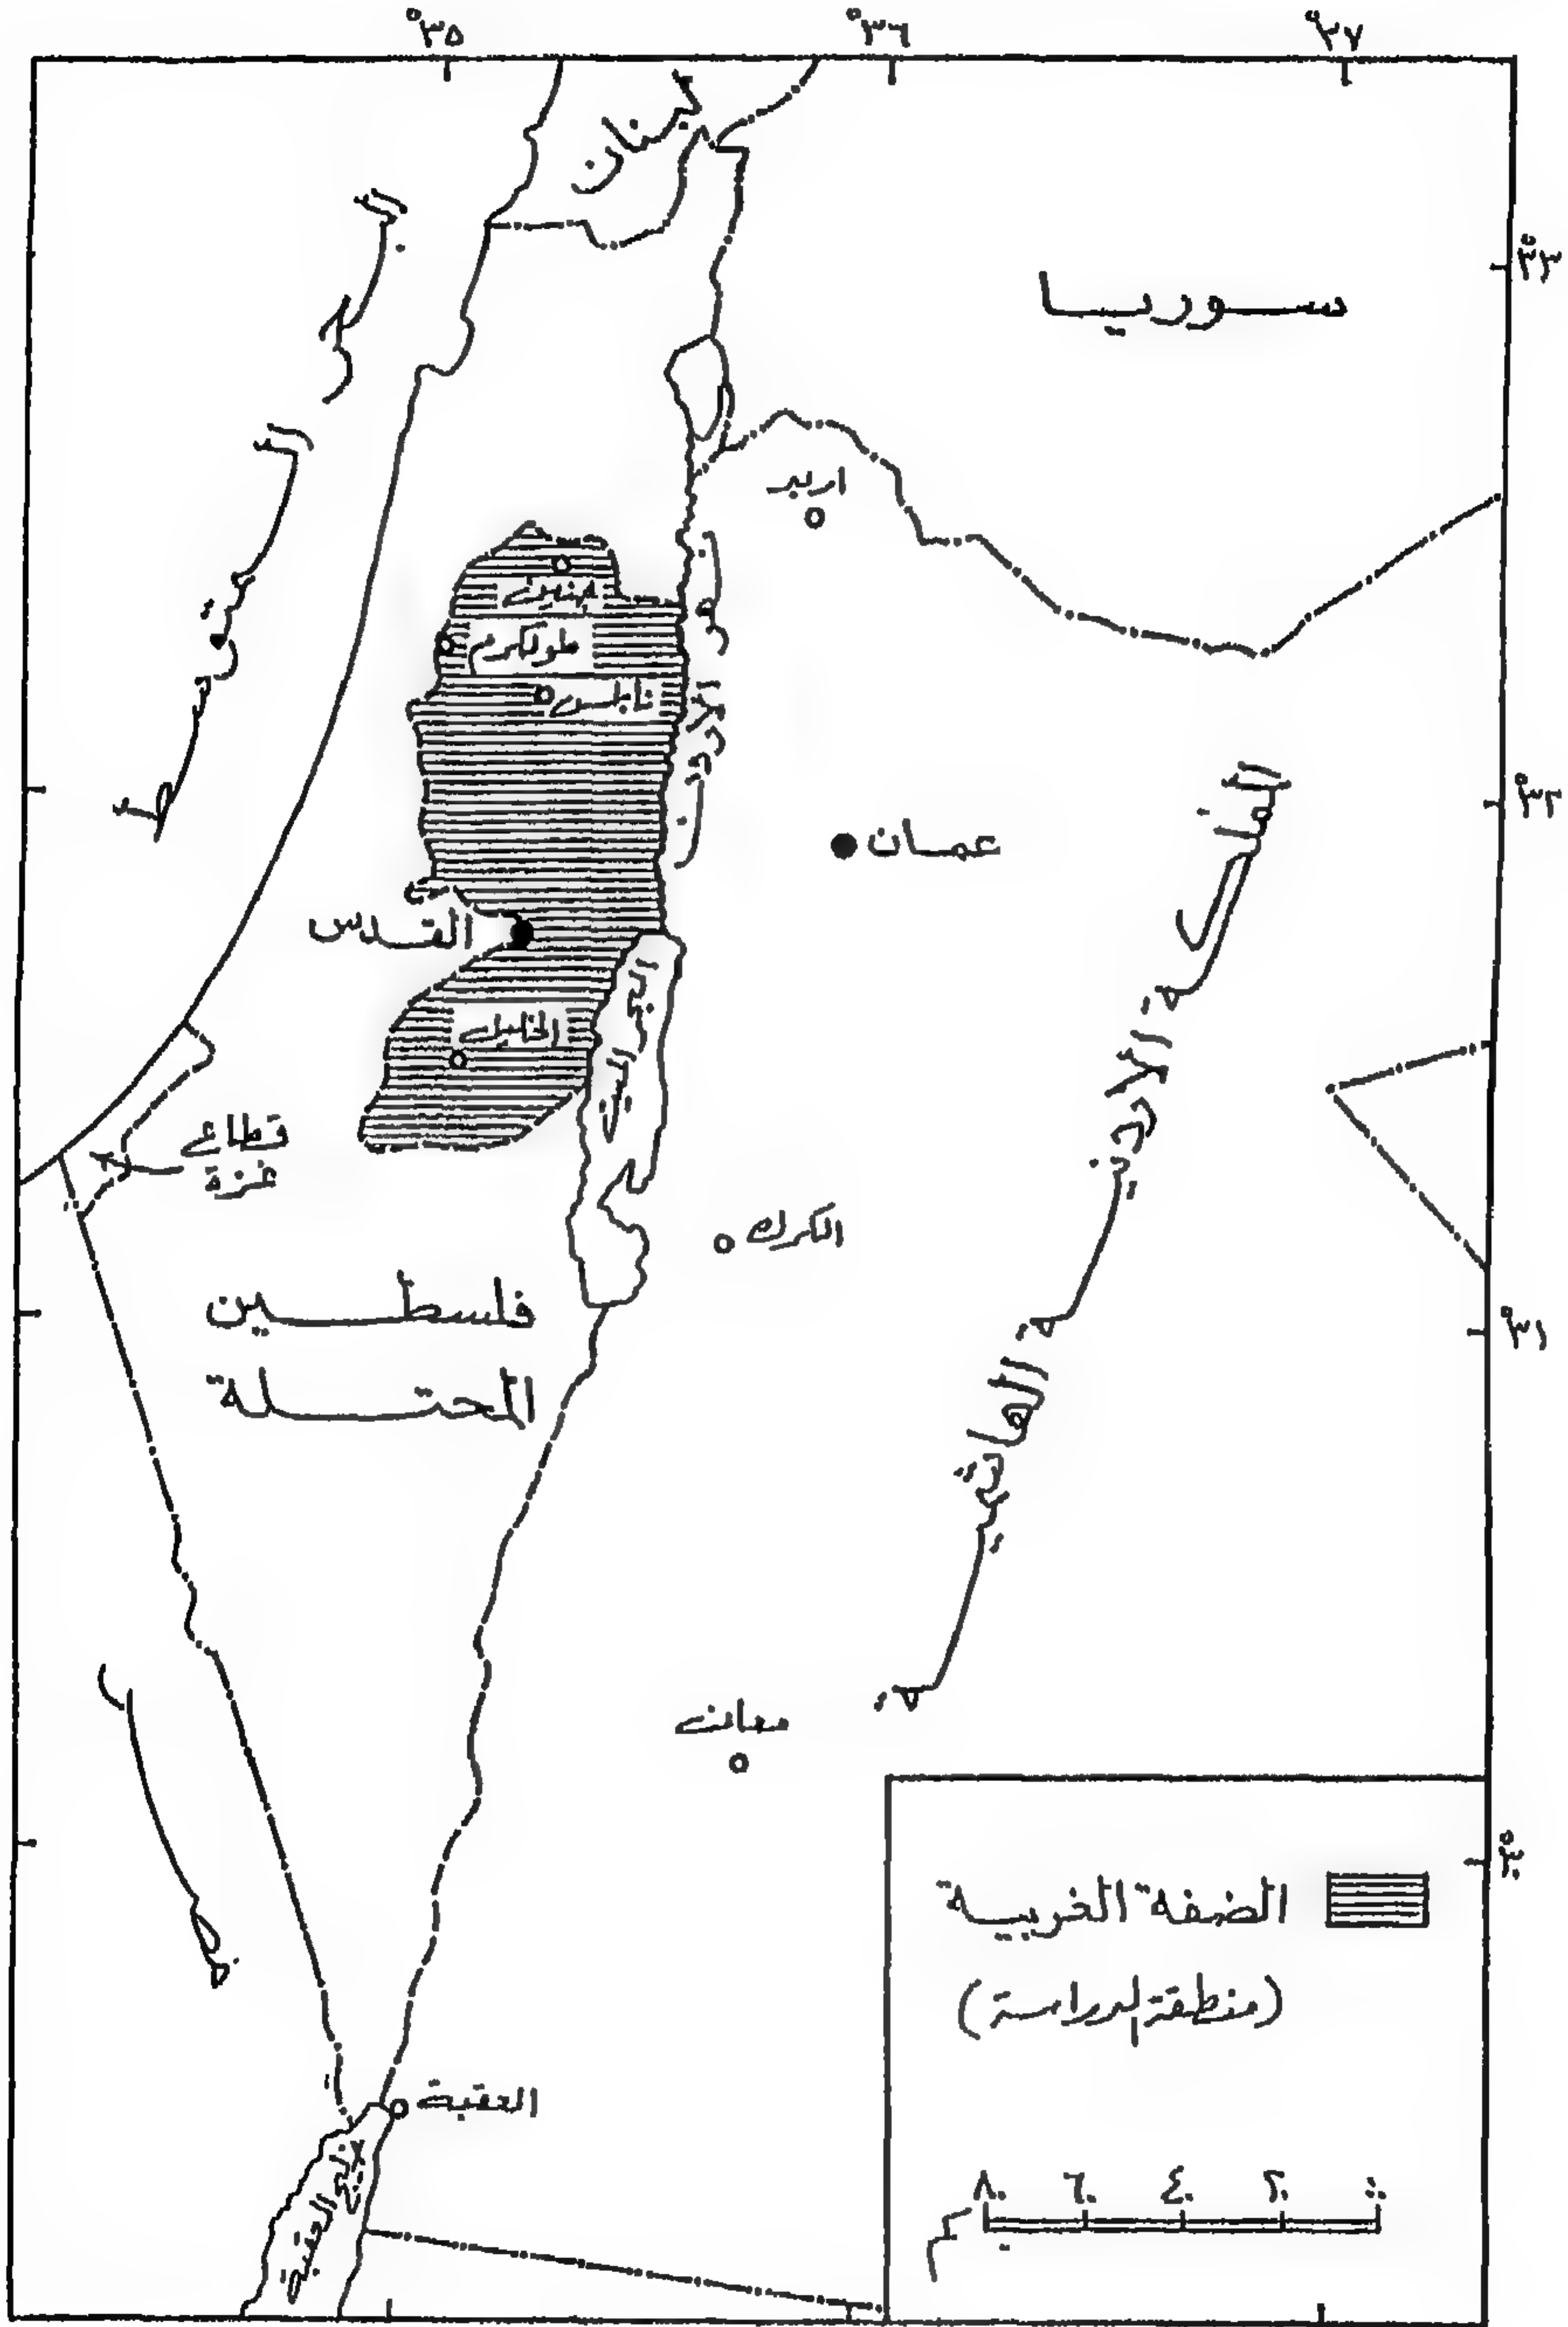 °٣٥
°٣٦
°٣٧
لبنان
البحر
المتوسط
سوريا
°٣٣
اربد
جنين
طولكرم
نابلس
نهر
الأردن
°٣٢
عمان
القدس
البحر الميت
الخليل
قطاع
غزة
الكرك
المملكة
الاردنية
الهاشمية
°٣١
فلسطين
المحتلة
مصر
معان
°٣٠
الضفة الغربية
(منطقة الدراسة)
العقبة
خليج العقبة
٨٠ ٦٠ ٤٠ ٢٠ ٠
كم